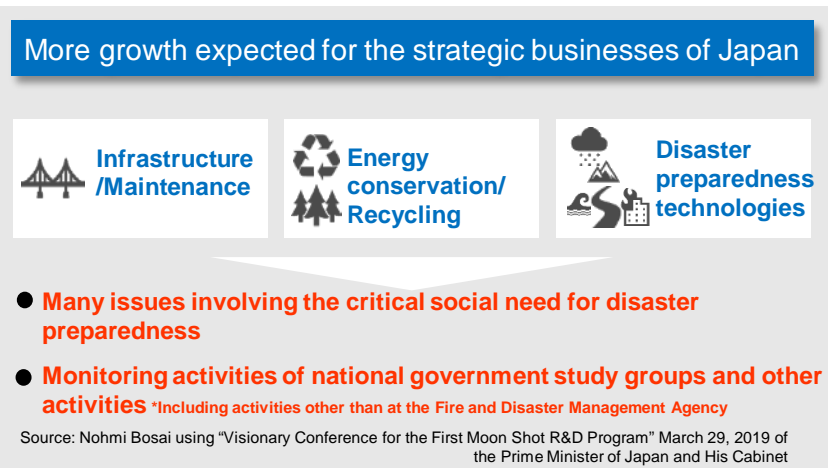 More growth expected for the strategic businesses of Japan
Infrastructure
/Maintenance
Energy
conservation/
Recycling
Disaster
preparedness
technologies
● Many issues involving the critical social need for disaster
preparedness
● Monitoring activities of national government study groups and other
activities *Including activities other than at the Fire and Disaster Management Agency
Source: Nohmi Bosai using “Visionary Conference for the First Moon Shot R&D Program” March 29, 2019 of
the Prime Minister of Japan and His Cabinet